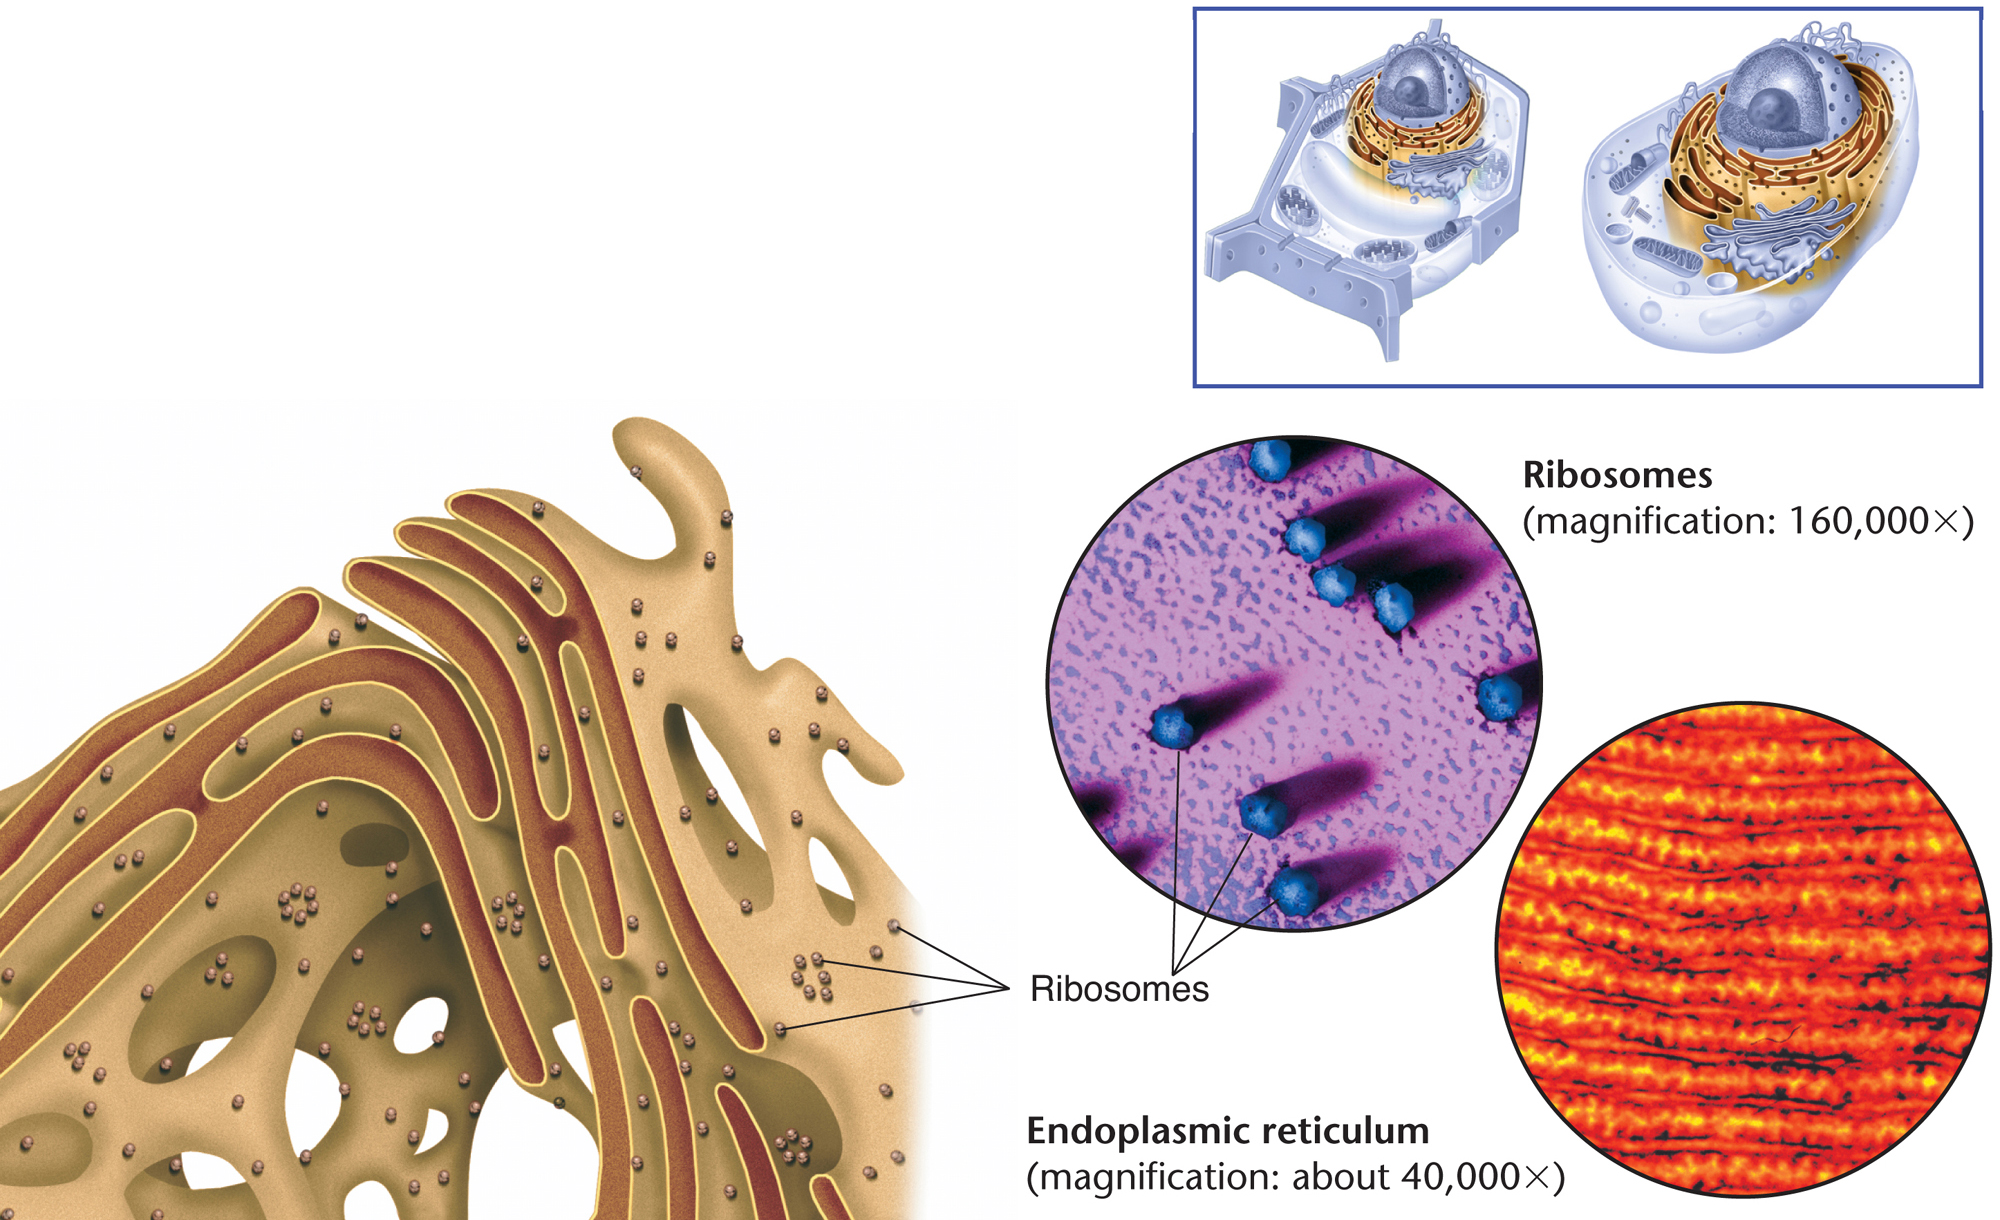 Ribosomes
(magnification: 160,000×)
Ribosomes
Endoplasmic reticulum
(magnification: about 40,000×)